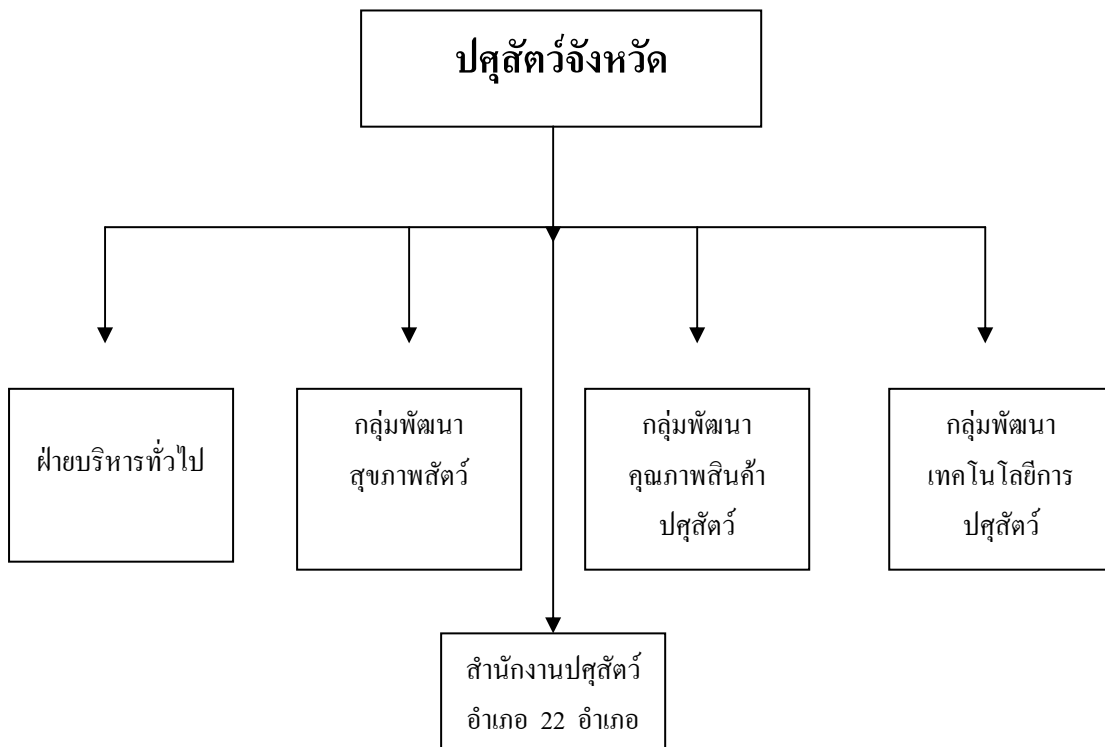 ปศุสัตว์จังหวัด
ฝ่ายบริหารทั่วไป
กลุ่มพัฒนา
สุขภาพสัตว์
กลุ่มพัฒนา
คุณภาพสินค้า
ปศุสัตว์
กลุ่มพัฒนา
เทคโนโลยีการ
ปศุสัตว์
สำนักงานปศุสัตว์
อำเภอ 22 อำเภอ